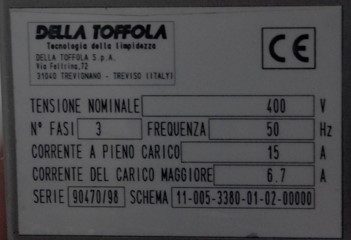 DELLA TOFFOLA
Tecnologia della limpidezza
DELLA TOFFOLA S.p.A.
Via Feltrina,72
31040 TREVIGNANO - TREVISO (ITALY)
CE
TENSIONE NOMINALE 400 V
N° FASI 3 FREQUENZA 50 Hz
CORRENTE A PIENO CARICO 15 A
CORRENTE DEL CARICO MAGGIORE 6.7 A
SERIE 90470/98 SCHEMA 11-005-3380-01-02-00000